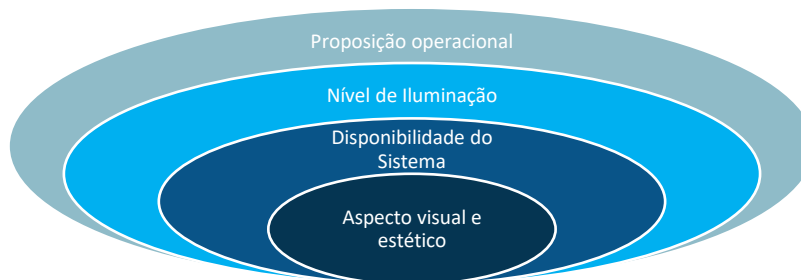 Proposição operacional
Nível de Iluminação
Disponibilidade do
Sistema
Aspecto visual e
estético